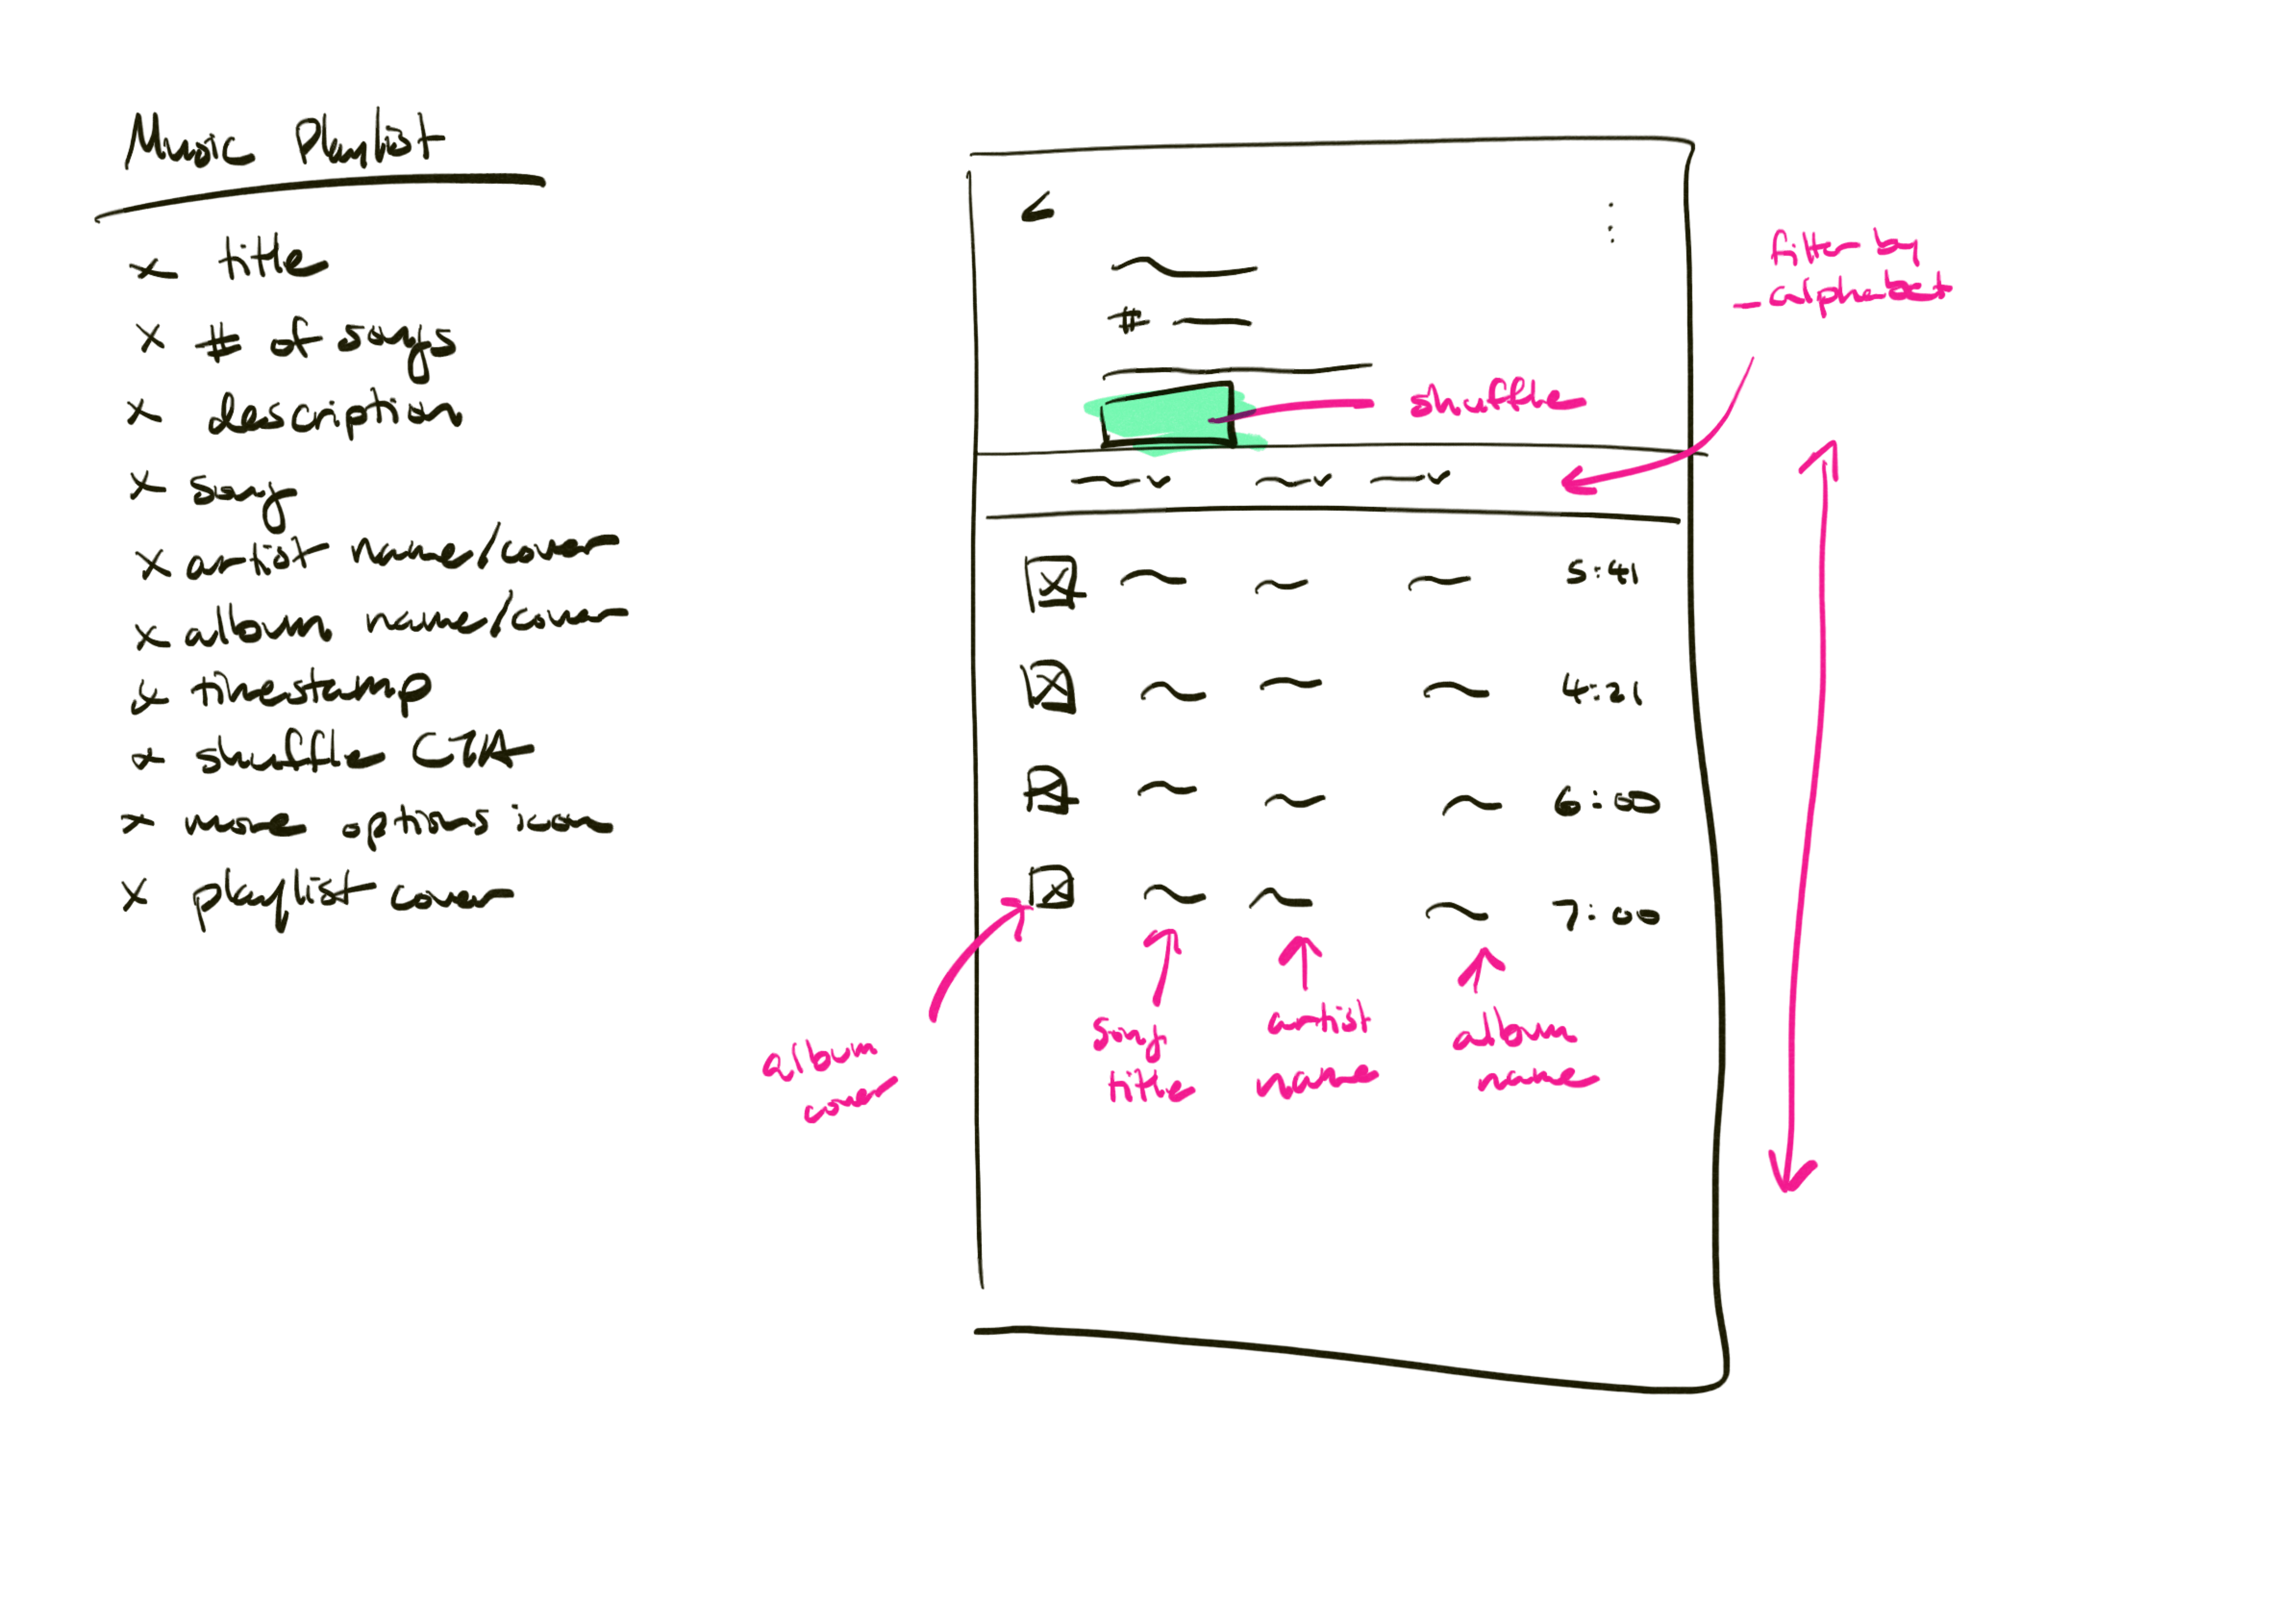 Music Playlist
x title
x # of songs
x description
x song
x artist name/cover
x album name/cover
x timestamp
x shuffle CTA
x more options icon
x playlist cover
<
#
shuffle
filter by
- alphabet
5:41
4:21
6:00
7:00
album
cover
song
title
artist
name
album
name